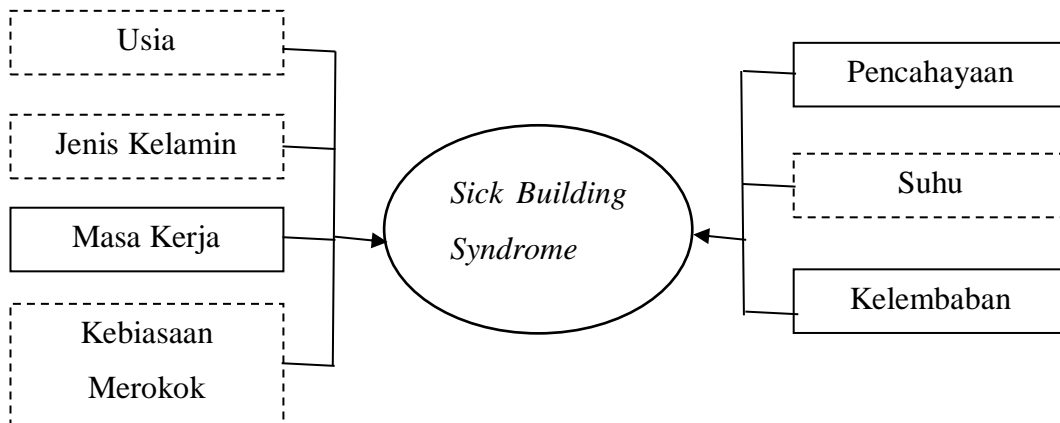 Usia
Jenis Kelamin
Masa Kerja
Kebiasaan
Merokok
Sick Building
Syndrome
Pencahayaan
Suhu
Kelembaban